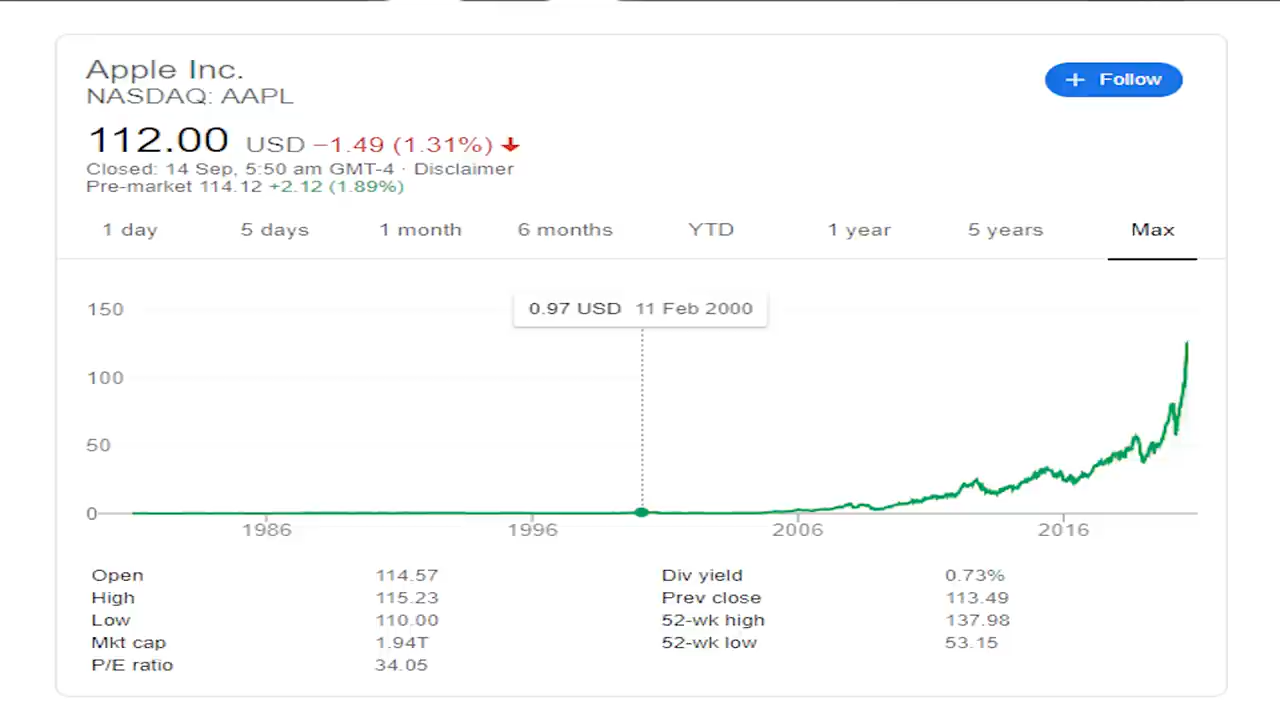 Apple Inc.
NASDAQ: AAPL
+ Follow
112.00 USD −1.49 (1.31%) ↓
Closed: 14 Sep, 5:50 am GMT-4 · Disclaimer
Pre-market 114.12 +2.12 (1.89%)
1 day 5 days 1 month 6 months YTD 1 year 5 years Max
0.97 USD 11 Feb 2000
150
100
50
0
1986 1996 2006 2016
Open 114.57 Div yield 0.73%
High 115.23 Prev close 113.49
Low 110.00 52-wk high 137.98
Mkt cap 1.94T 52-wk low 53.15
P/E ratio 34.05